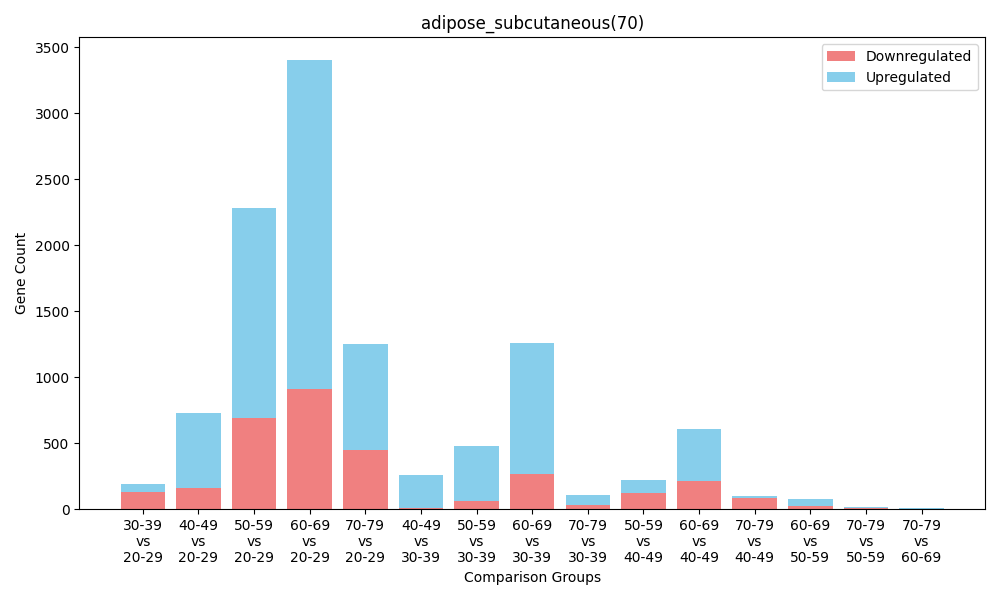 adipose_subcutaneous(70)
Downregulated
Upregulated
Gene Count
3500
3000
2500
2000
1500
1000
500
0
30-39 vs 20-29
40-49 vs 20-29
50-59 vs 20-29
60-69 vs 20-29
70-79 vs 20-29
40-49 vs 30-39
50-59 vs 30-39
60-69 vs 30-39
70-79 vs 30-39
50-59 vs 40-49
60-69 vs 40-49
70-79 vs 40-49
60-69 vs 50-59
70-79 vs 50-59
70-79 vs 60-69
Comparison Groups